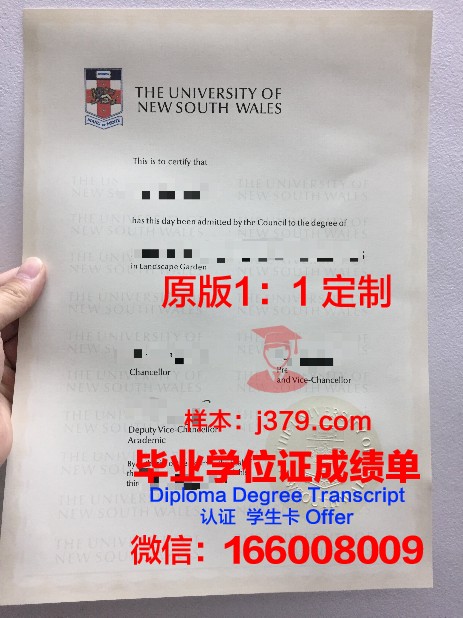 THE UNIVERSITY OF
NEW SOUTH WALES
This is to certify that
has this day been admitted by the Council to the degree of
in Landscape Garden
原版1：1 定制
Chancellor
and Vice-Chancellor
样本：j379.com
Deputy Vice-Chancellor
Academic
毕业学位证成绩单
Diploma Degree Transcript
认证 学生卡 Offer
微信：166008009